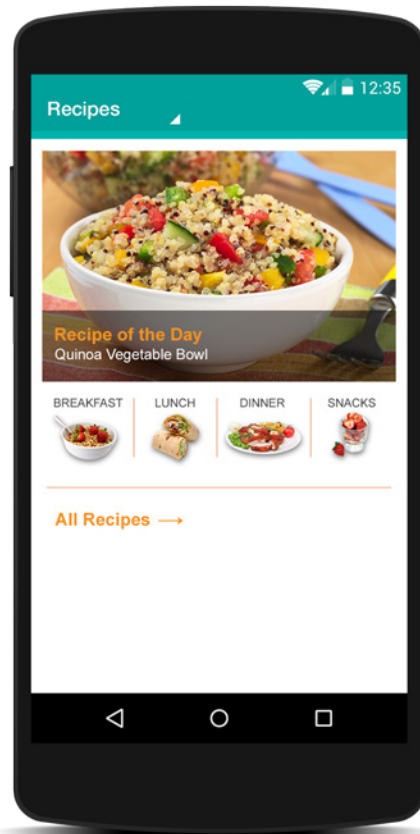 12:35
Recipes
Recipe of the Day
Quinoa Vegetable Bowl
BREAKFAST LUNCH DINNER SNACKS
All Recipes →